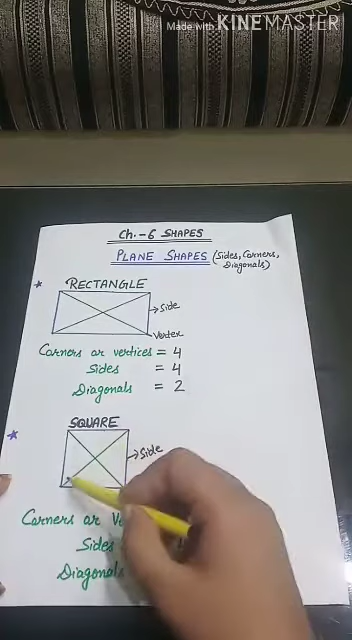 Made with KINEMASTER
Ch.-6 SHAPES
PLANE SHAPES (Sides, Corners, Diagonals)
* RECTANGLE
→ Side
Vertex
Corners or vertices = 4
Sides = 4
Diagonals = 2
* SQUARE
→ Side
Corners or
Sides
Diagonals